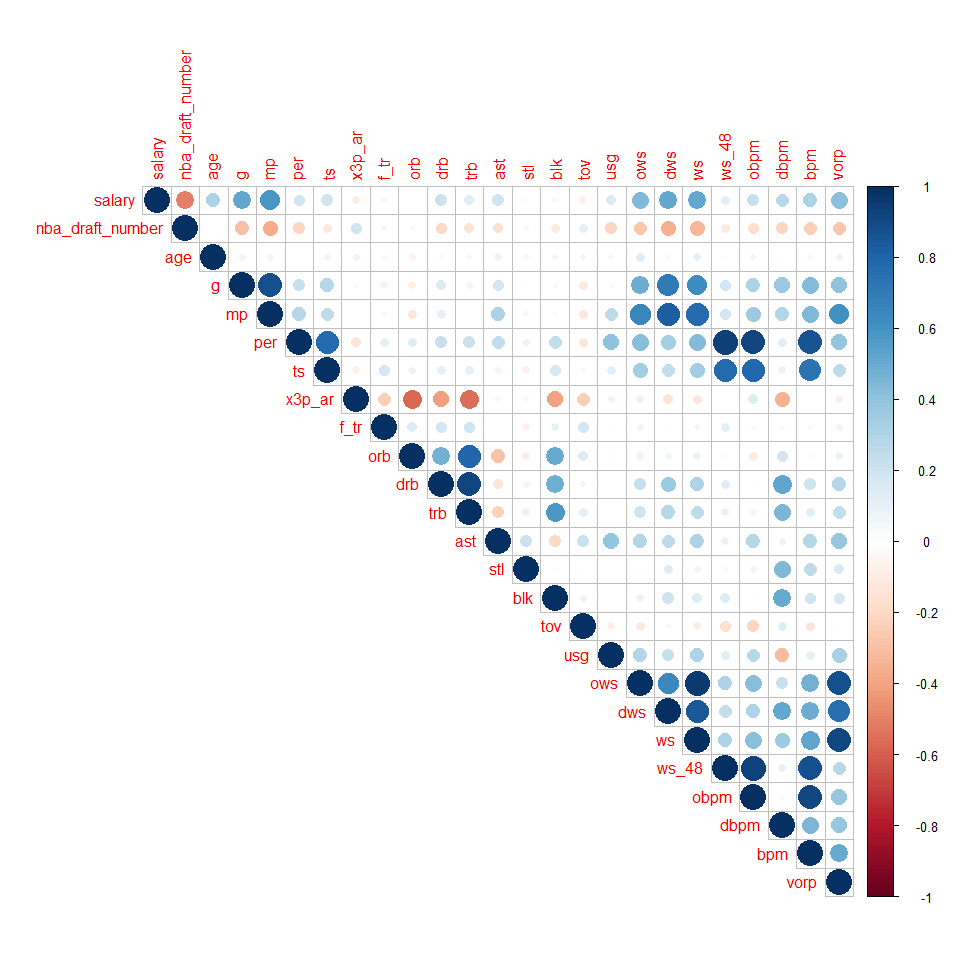 salary nba_draft_number age g mp per ts x3p_ar f_tr orb drb trb ast stl blk tov usg ows dws ws ws_48 obpm dbpm bpm vorp
salary
nba_draft_number
age
g
mp
per
ts
x3p_ar
f_tr
orb
drb
trb
ast
stl
blk
tov
usg
ows
dws
ws
ws_48
obpm
dbpm
bpm
vorp
1
0.8
0.6
0.4
0.2
0
-0.2
-0.4
-0.6
-0.8
-1